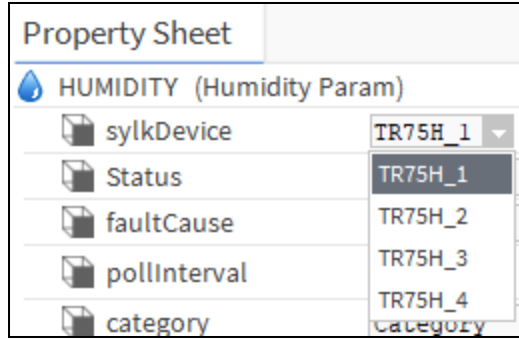 Property Sheet
HUMIDITY (Humidity Param)
sylkDevice TR75H_1
Status TR75H_1
faultCause TR75H_2
pollInterval TR75H_3
TR75H_4
category Category